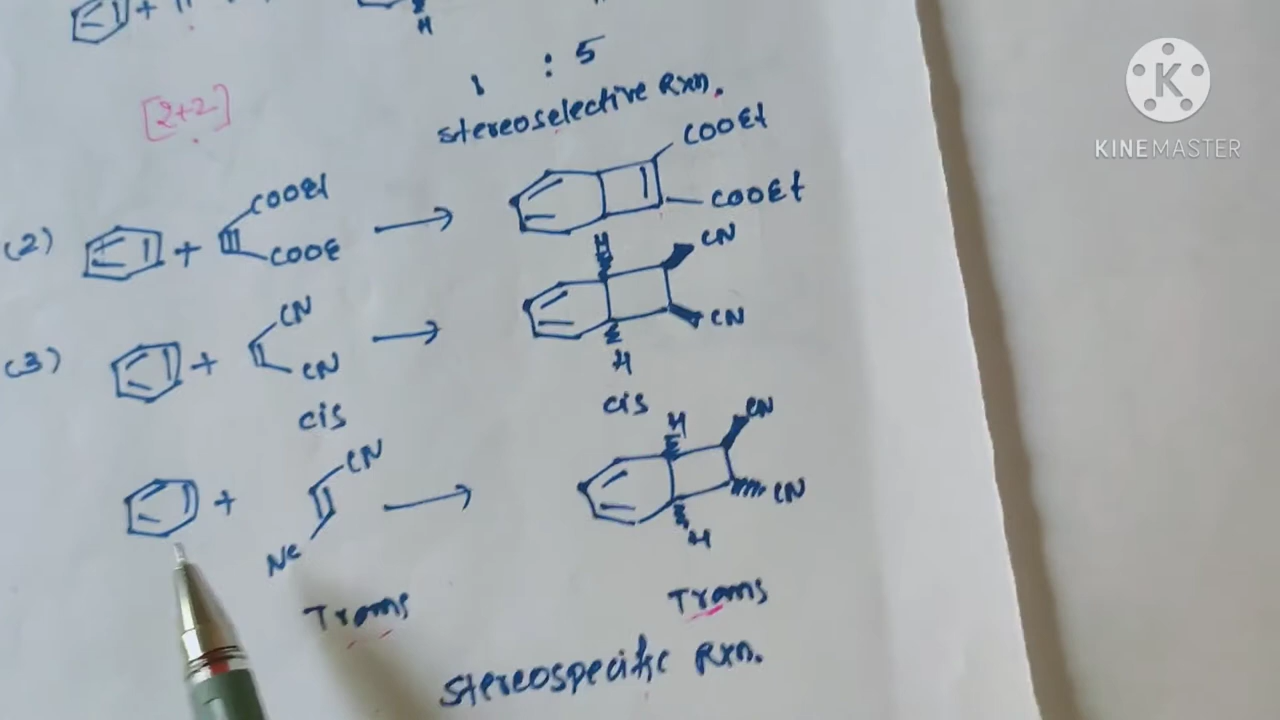 +
H
1 : 5
[2+2]
stereoselective Rxn.
COOEt
(2) + COOEt COOE → COOEt
H CN
(3) + CN CN → CN
H
cis cis
H CN
+ CN NC → CN
H
Trans Trans
stereospecific Rxn.
K
KINEMASTER